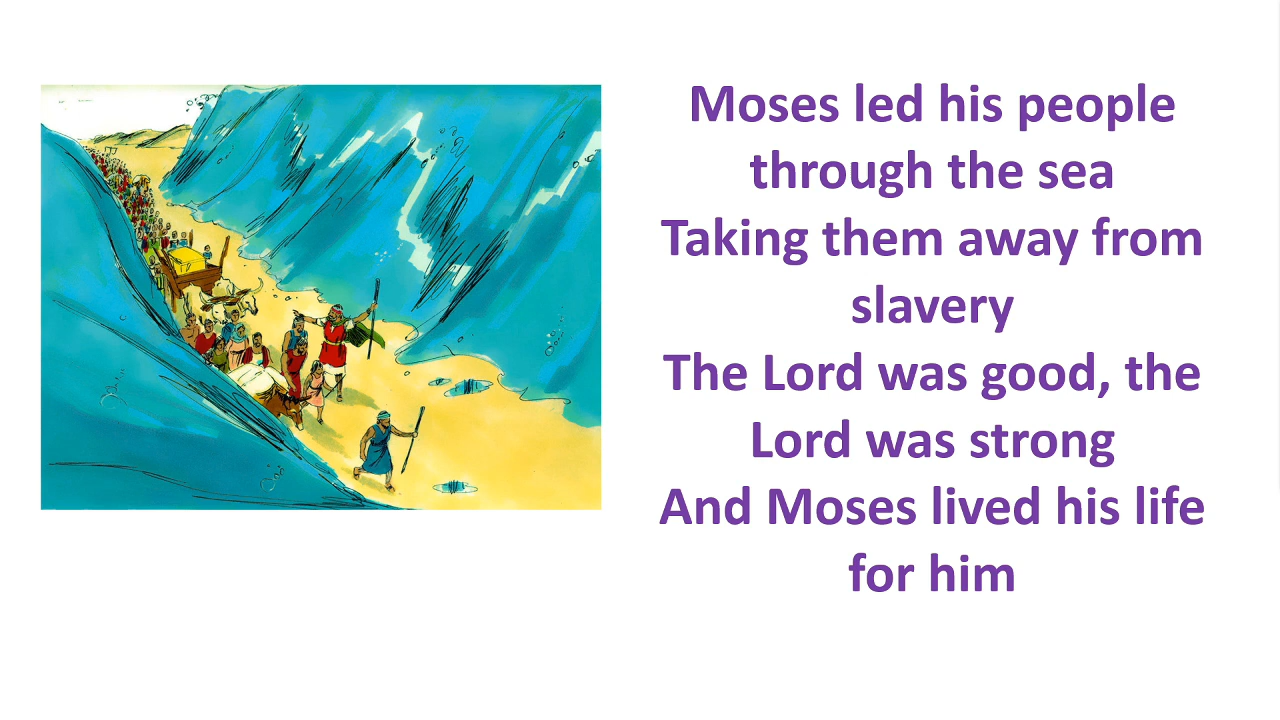 Moses led his people
through the sea
Taking them away from
slavery
The Lord was good, the
Lord was strong
And Moses lived his life
for him